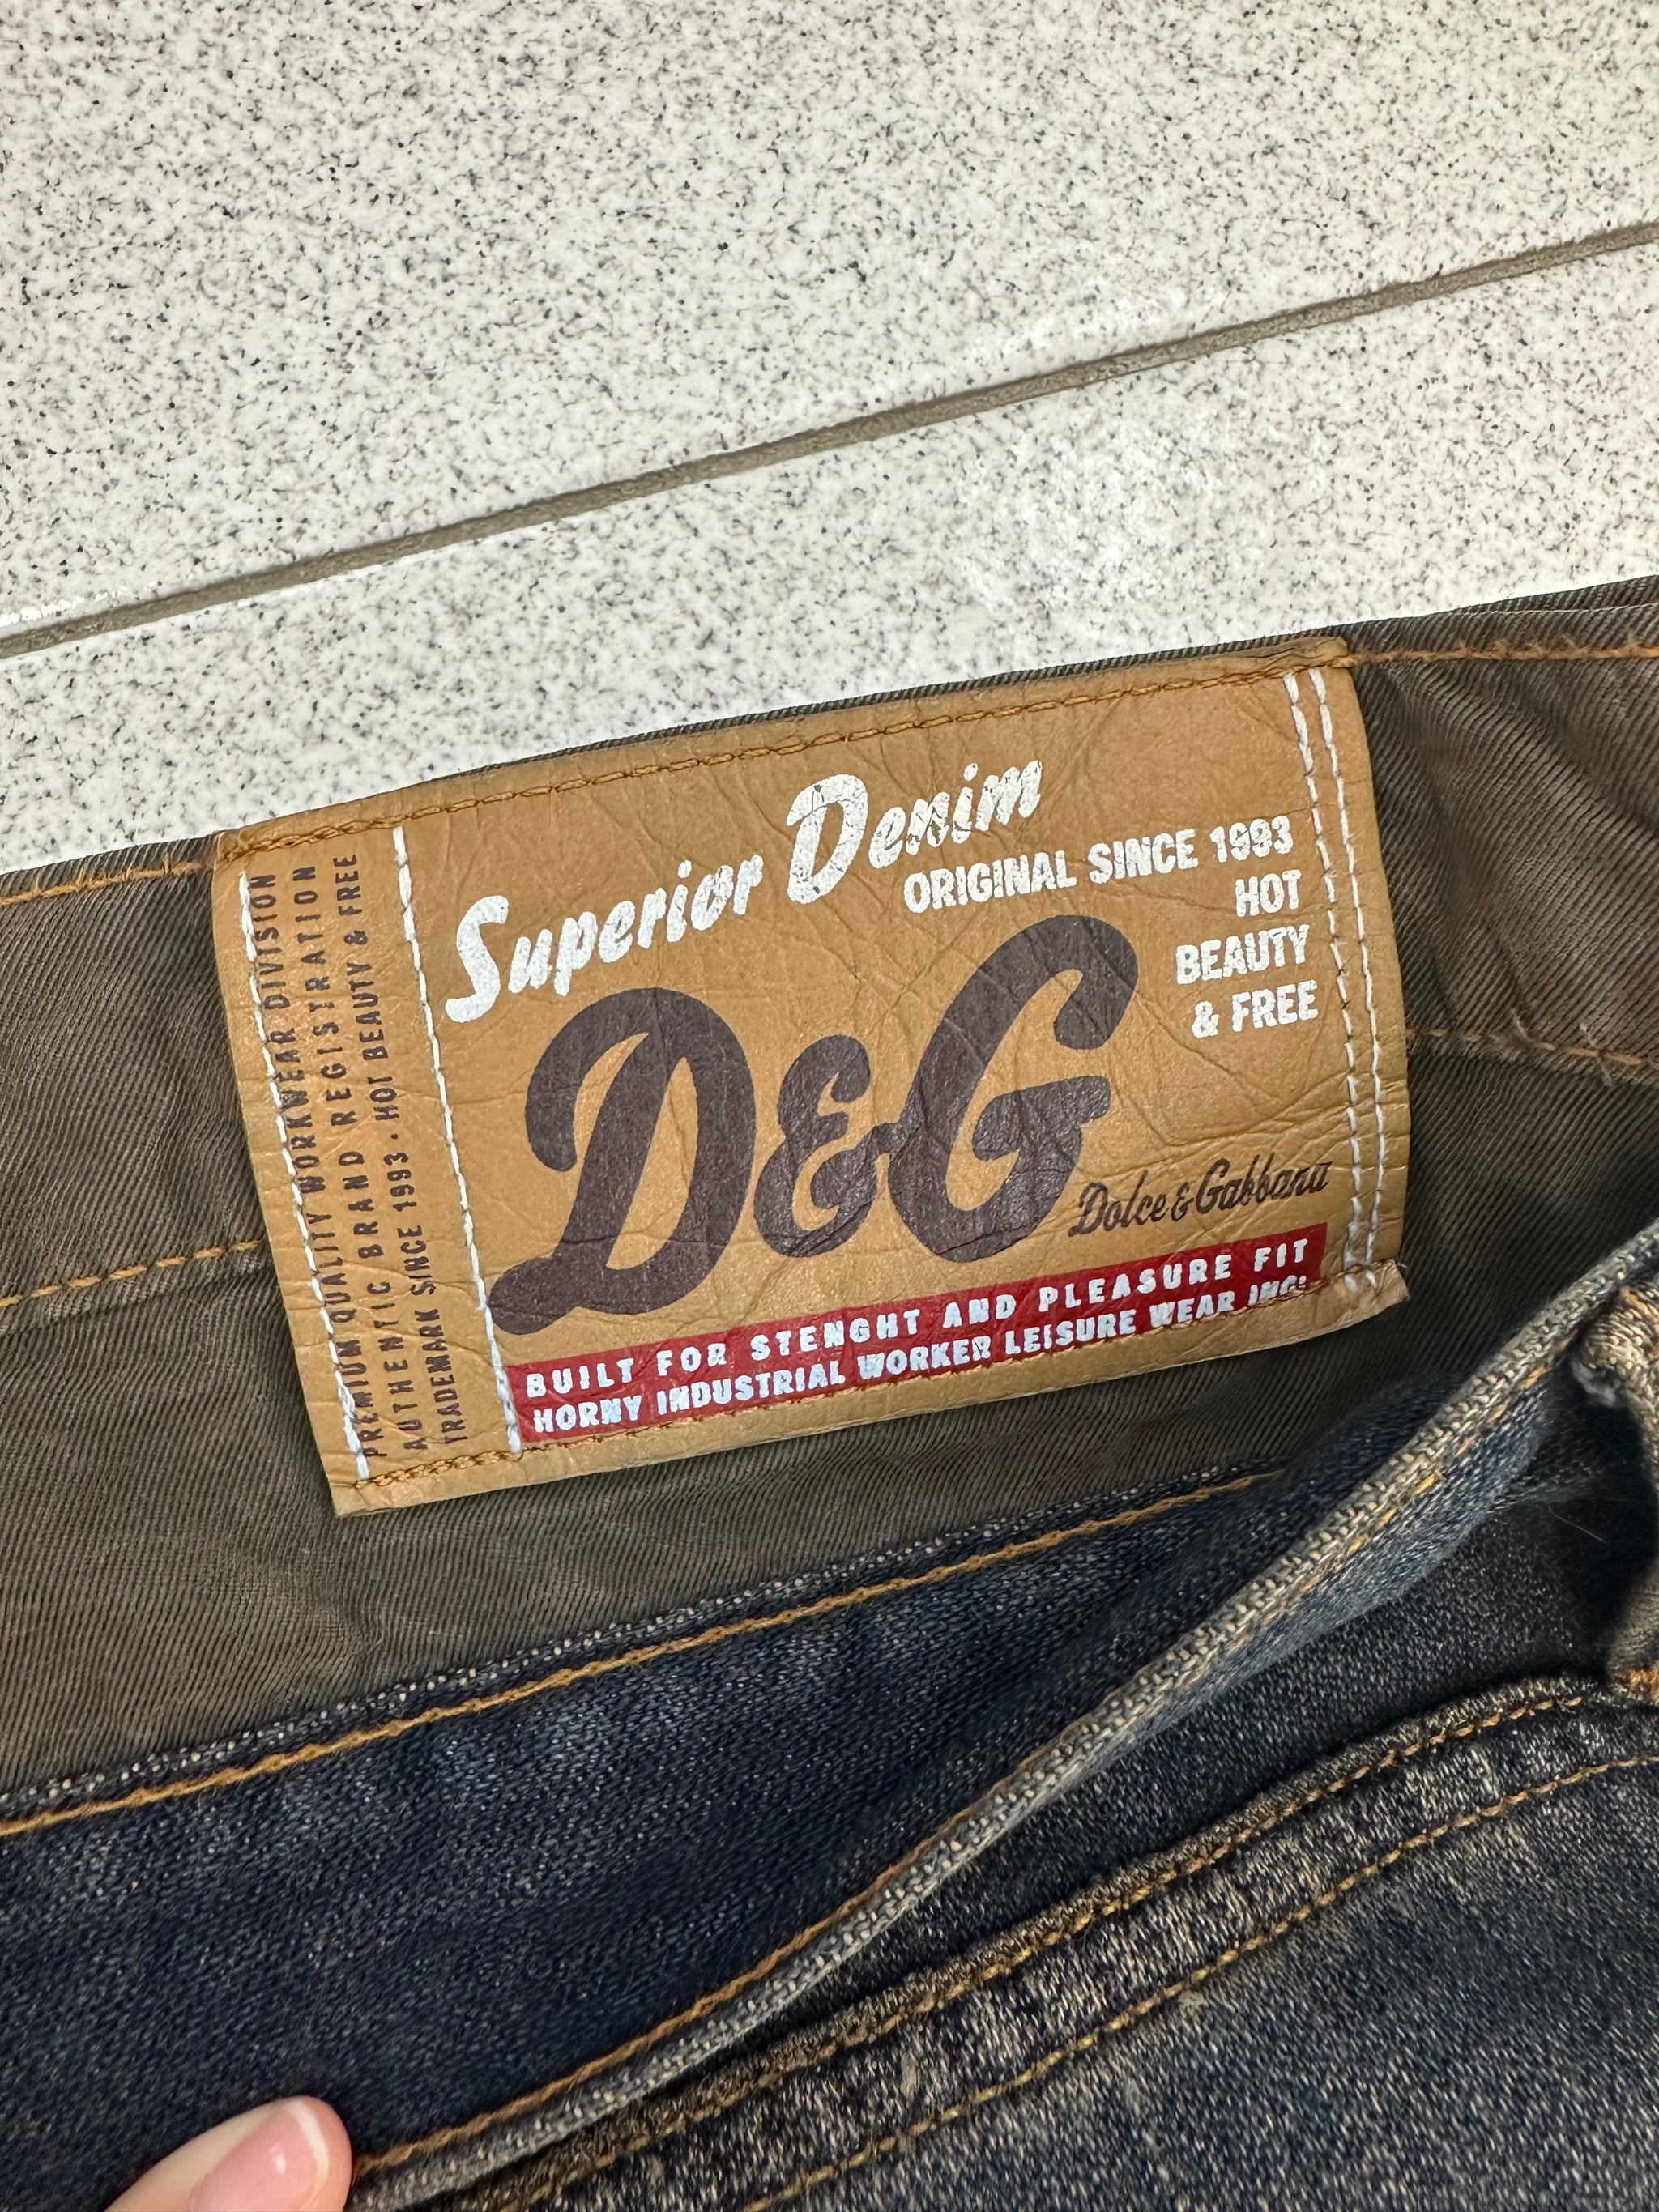 Superior Denim
ORIGINAL SINCE 1993
HOT
BEAUTY
& FREE
D&G
Dolce & Gabbana
BUILT FOR STENGHT AND PLEASURE FIT
HORNY INDUSTRIAL WORKER LEISURE WEAR INC.
PREMIUM QUALITY WORKWEAR DIVISION
AUTHENTIC BRAND REGISTRATION
TRADEMARK SINCE 1993 · HOT BEAUTY & FREE